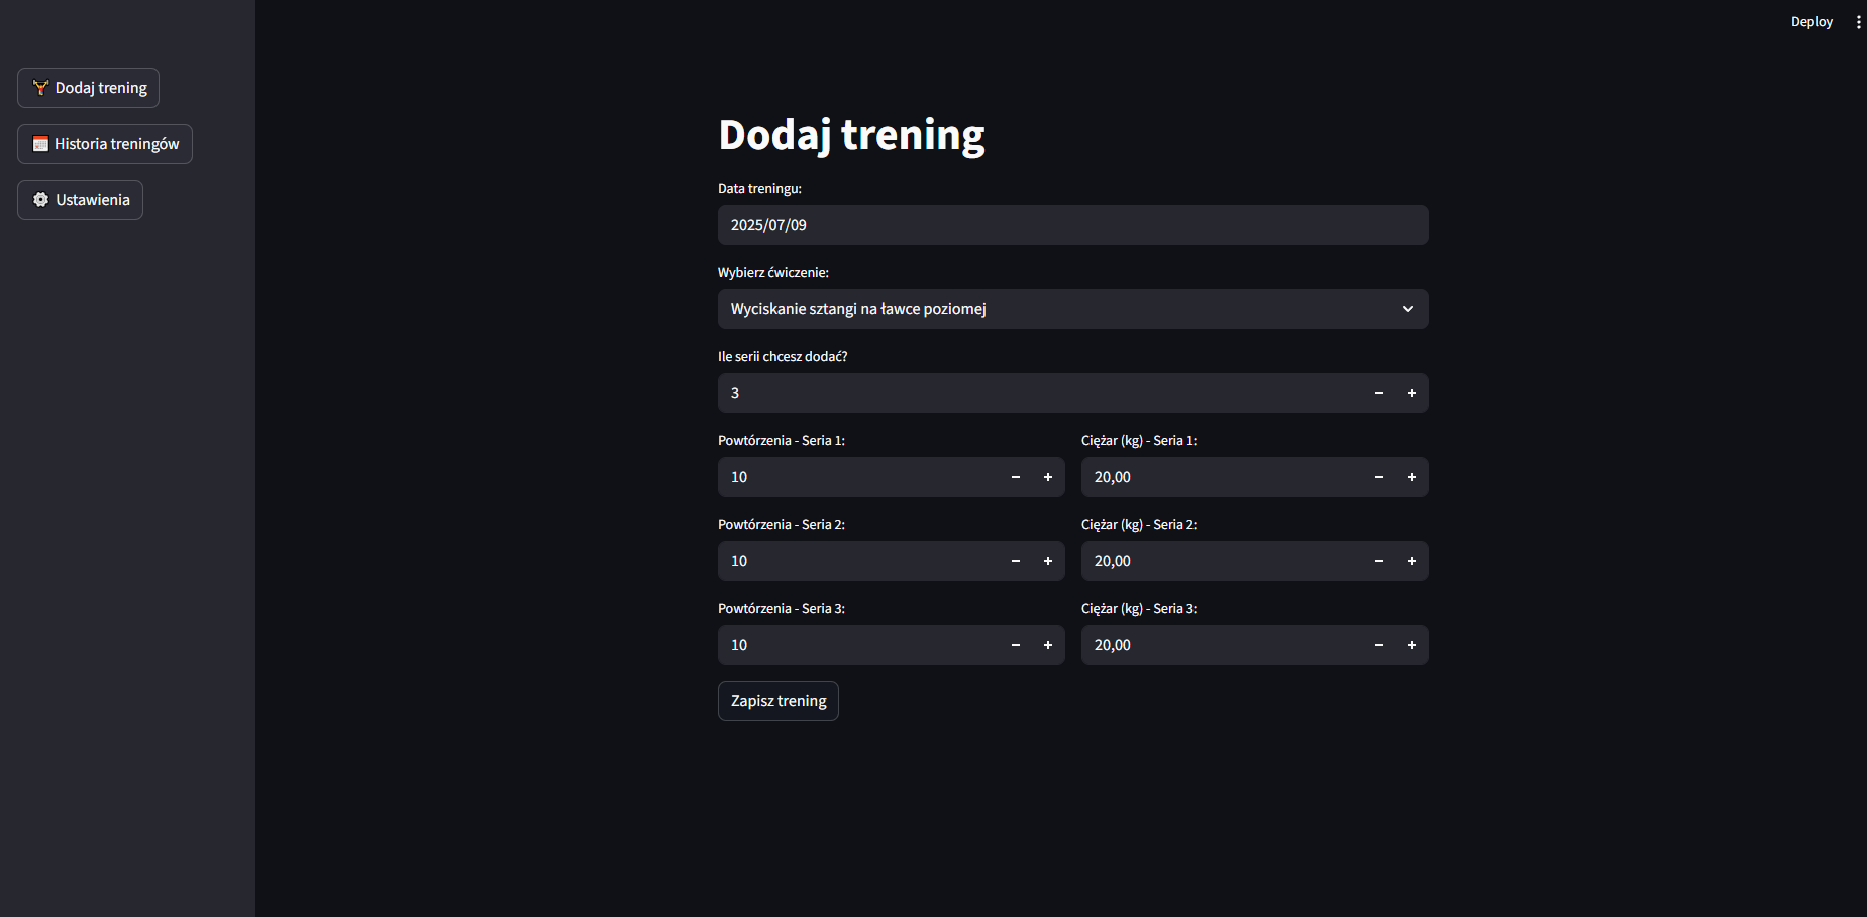 Deploy
Dodaj trening
Historia treningów
Ustawienia
Dodaj trening
Data treningu:
2025/07/09
Wybierz ćwiczenie:
Wyciskanie sztangi na ławce poziomej
Ile serii chcesz dodać?
3
Powtórzenia - Seria 1: Ciężar (kg) - Seria 1:
10 20,00
Powtórzenia - Seria 2: Ciężar (kg) - Seria 2:
10 20,00
Powtórzenia - Seria 3: Ciężar (kg) - Seria 3:
10 20,00
Zapisz trening